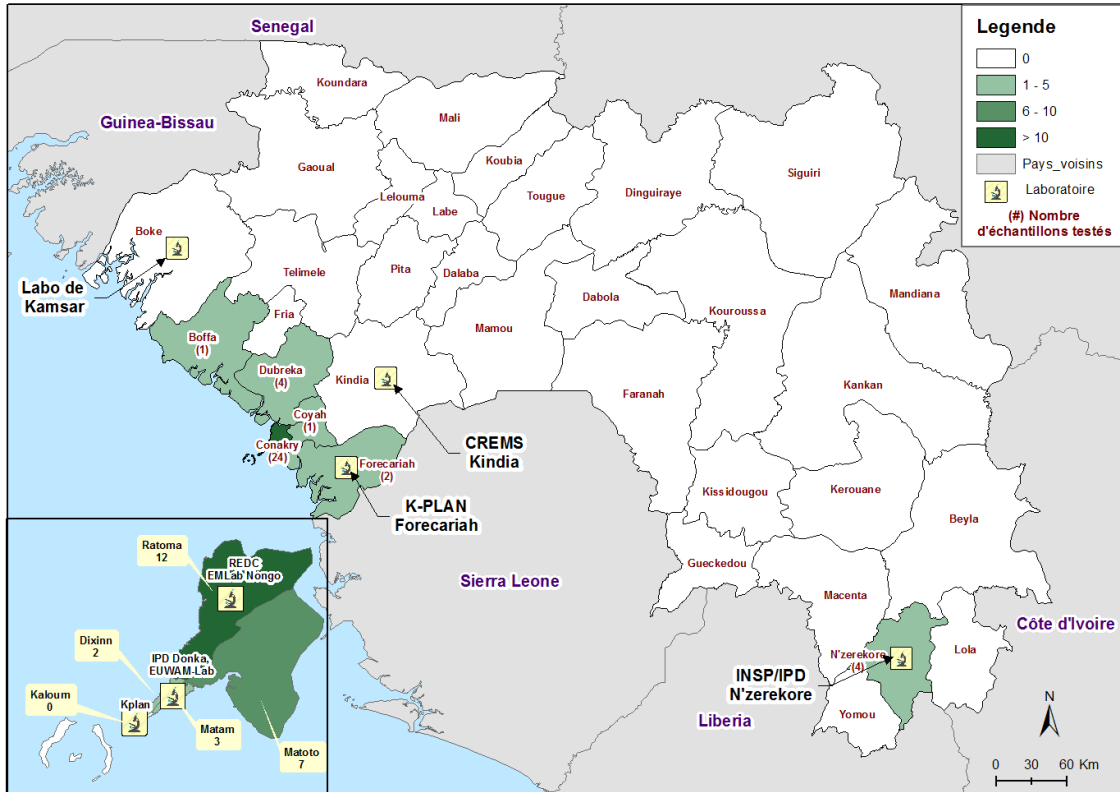 Senegal
Guinea-Bissau
Koundara
Mali
Gaoual
Koubia
Lelouma
Labe
Tougue
Dinguiraye
Siguiri
Boke
Labo de
Kamsar
Telimele
Pita
Dalaba
Fria
Mamou
Dabola
Kouroussa
Mandiana
Boffa
(1)
Dubreka
(4)
Kindia
Coyah
(1)
Conakry
(24)
Forecariah
(2)
CREMS
Kindia
K-PLAN
Forecariah
Faranah
Kankan
Kissidougou
Kerouane
Beyla
Gueckedou
Macenta
Sierra Leone
Côte d'Ivoire
N'zerekore
(4)
Lola
INSP/IPD
N'zerekore
Yomou
Liberia
Legende
0
1 - 5
6 - 10
> 10
Pays_voisins
Laboratoire
(#) Nombre
d'échantillons testés
Ratoma
12
REDC
EMLab Nongo
Dixinn
2
IPD Donka,
EUWAM-Lab
Kaloum
0
Kplan
Matam
3
Matoto
7
N
0 30 60 Km